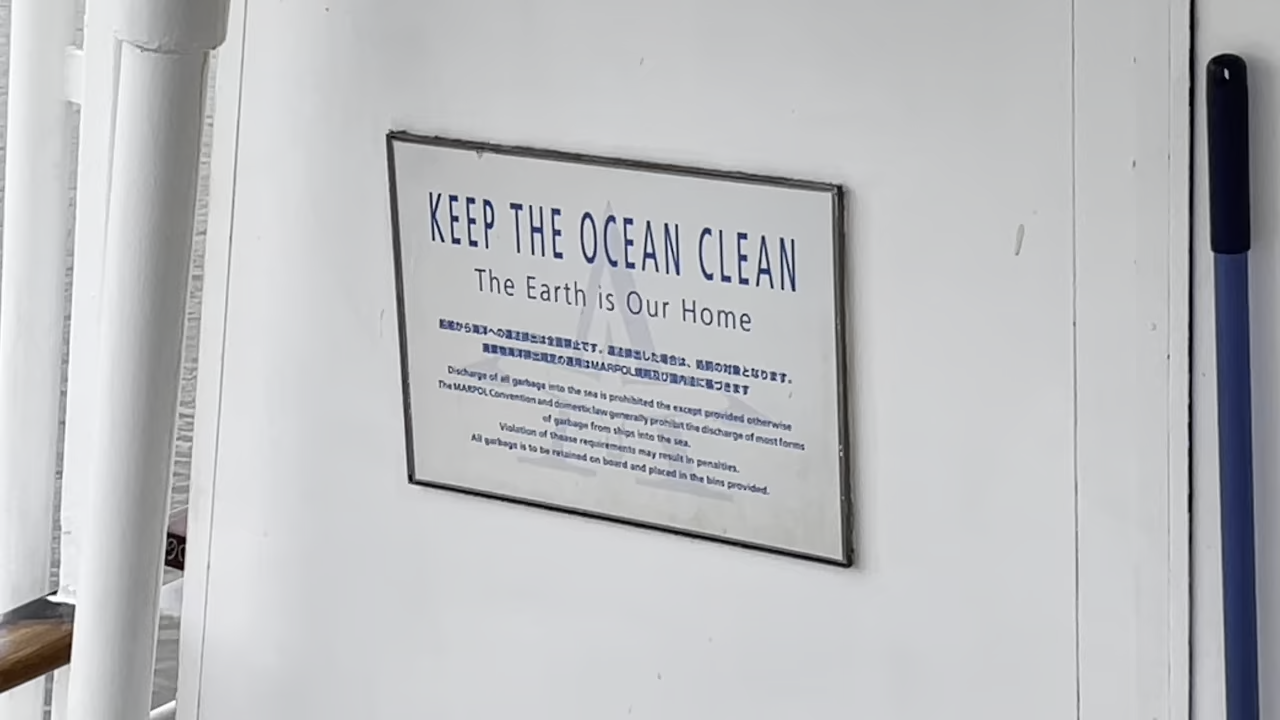 KEEP THE OCEAN CLEAN
The Earth is Our Home
船舶から海洋への違法排出は全面禁止です。違法排出した場合は、処罰の対象となります。
廃棄物海洋排出規定の適用はMARPOL規則及び国内法に基づきます
Discharge of all garbage into the sea is prohibited the except provided otherwise
The MARPOL Convention and domestic law generally prohibit the discharge of most forms
of garbage from ships into the sea.
Violation of thease requirements may result in penalties.
All garbage is to be retained on board and placed in the bins provided.